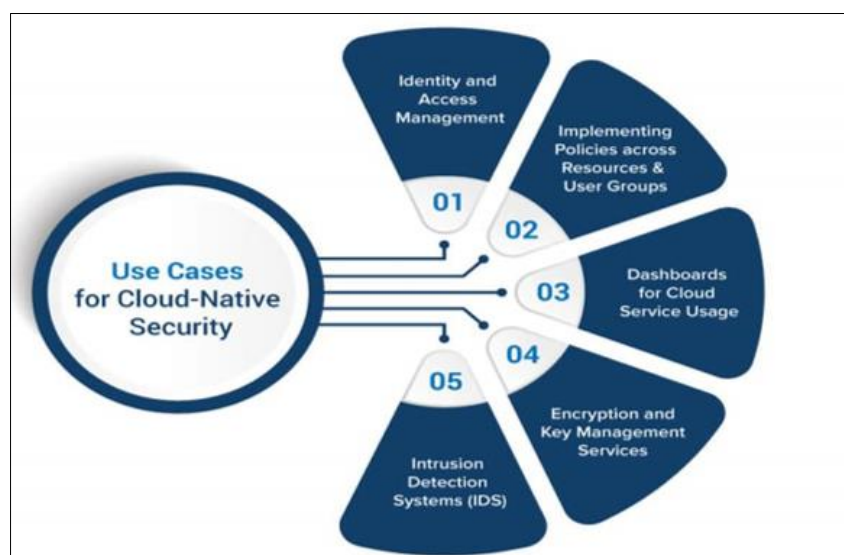 Use Cases
for Cloud-Native
Security
01
Identity and
Access
Management
02
Implementing
Policies across
Resources &
User Groups
03
Dashboards
for Cloud
Service Usage
04
Encryption and
Key Management
Services
05
Intrusion
Detection
Systems (IDS)